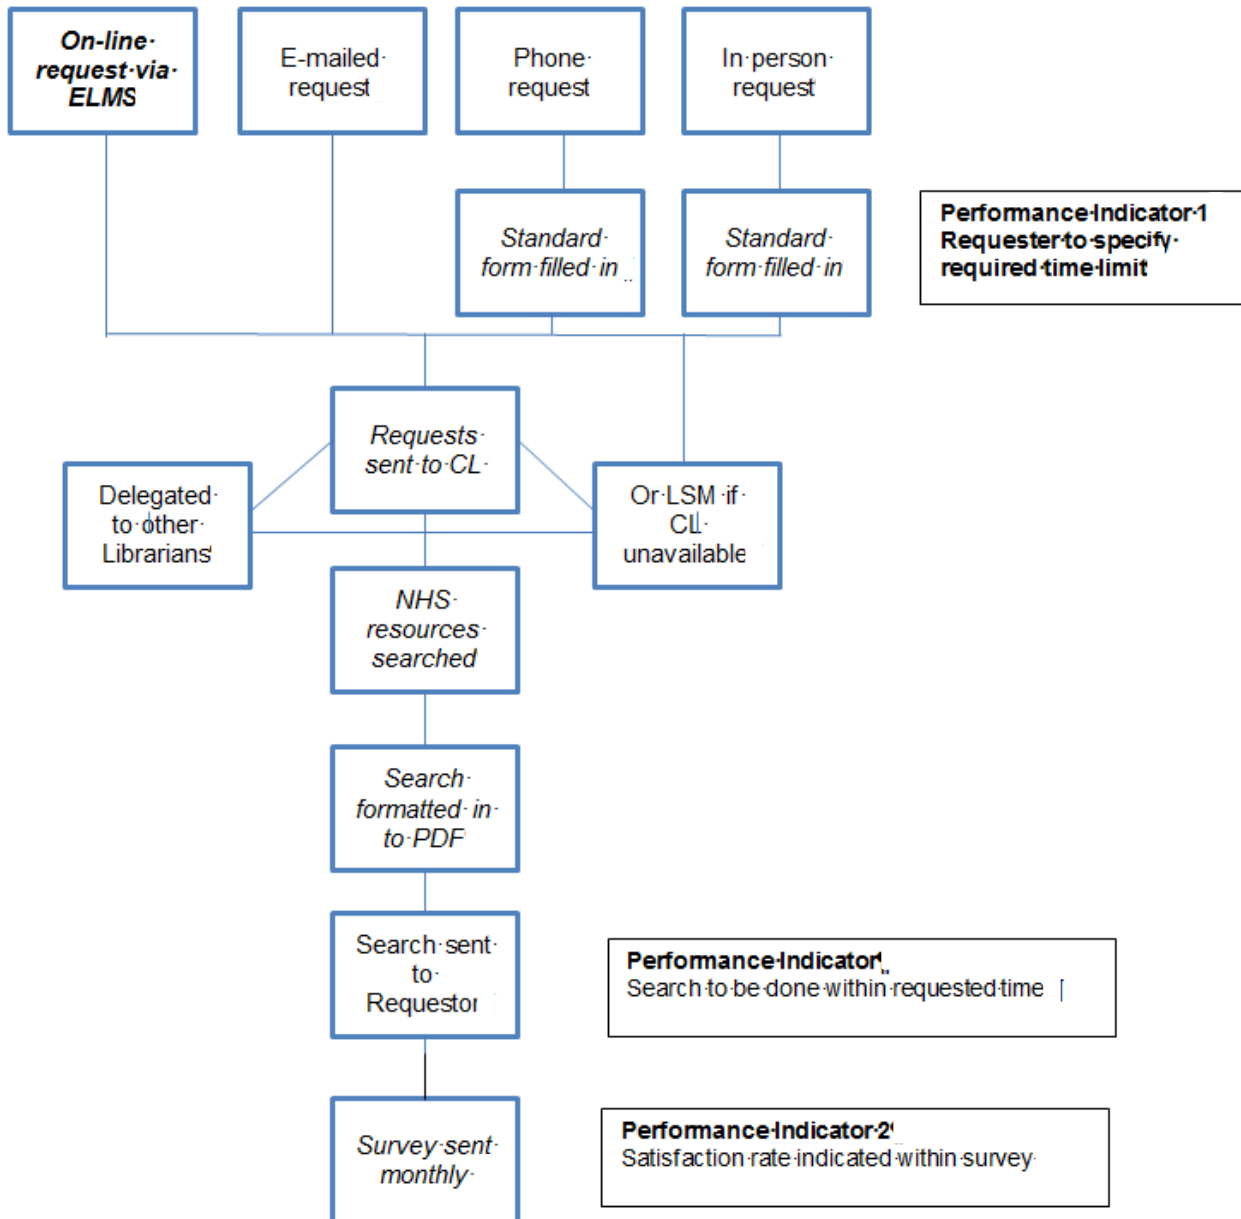 On-line
request via
ELMS
E-mailed
request
Phone
request
In person
request
Standard
form filled in
Standard
form filled in
Performance Indicator 1
Requester to specify
required time limit
Requests
sent to CL
Delegated
to other
Librarians
Or LSM if
CL
unavailable
NHS
resources
searched
Search
formatted in
to PDF
Search sent
to
Requestor
Performance Indicator
Search to be done within requested time
Survey sent
monthly
Performance Indicator 2
Satisfaction rate indicated within survey